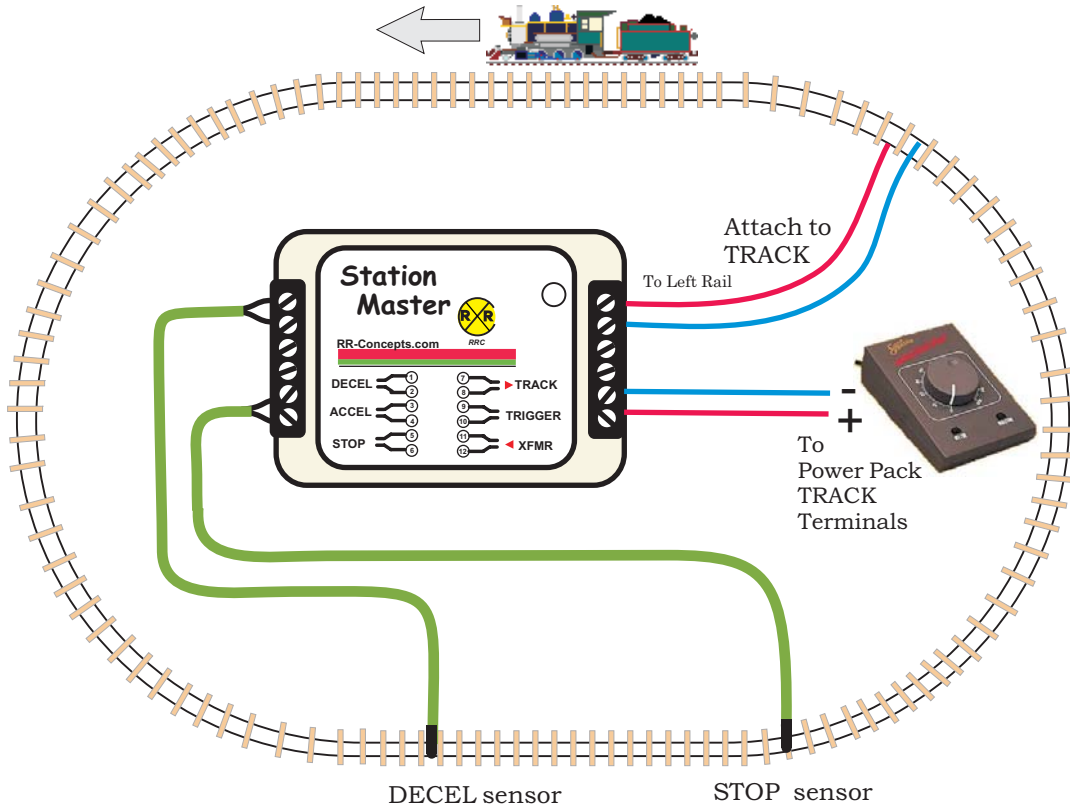 Attach to
TRACK
To Left Rail
Station
Master
R R
RRC
RR-Concepts.com
DECEL 1 2
ACCEL 3 4
STOP 5 6
7 8 TRACK
9 10 TRIGGER
11 12 XFMR
-
+
To
Power Pack
TRACK
Terminals
DECEL sensor
STOP sensor